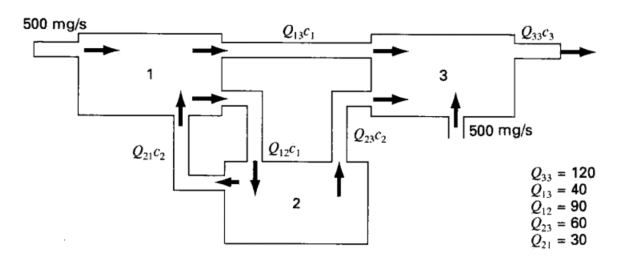 500 mg/s
Q₁₃c₁
Q₃₃c₃
1
3
Q₂₁c₂
Q₁₂c₁
Q₂₃c₂
500 mg/s
2
Q₃₃ = 120
Q₁₃ = 40
Q₁₂ = 90
Q₂₃ = 60
Q₂₁ = 30